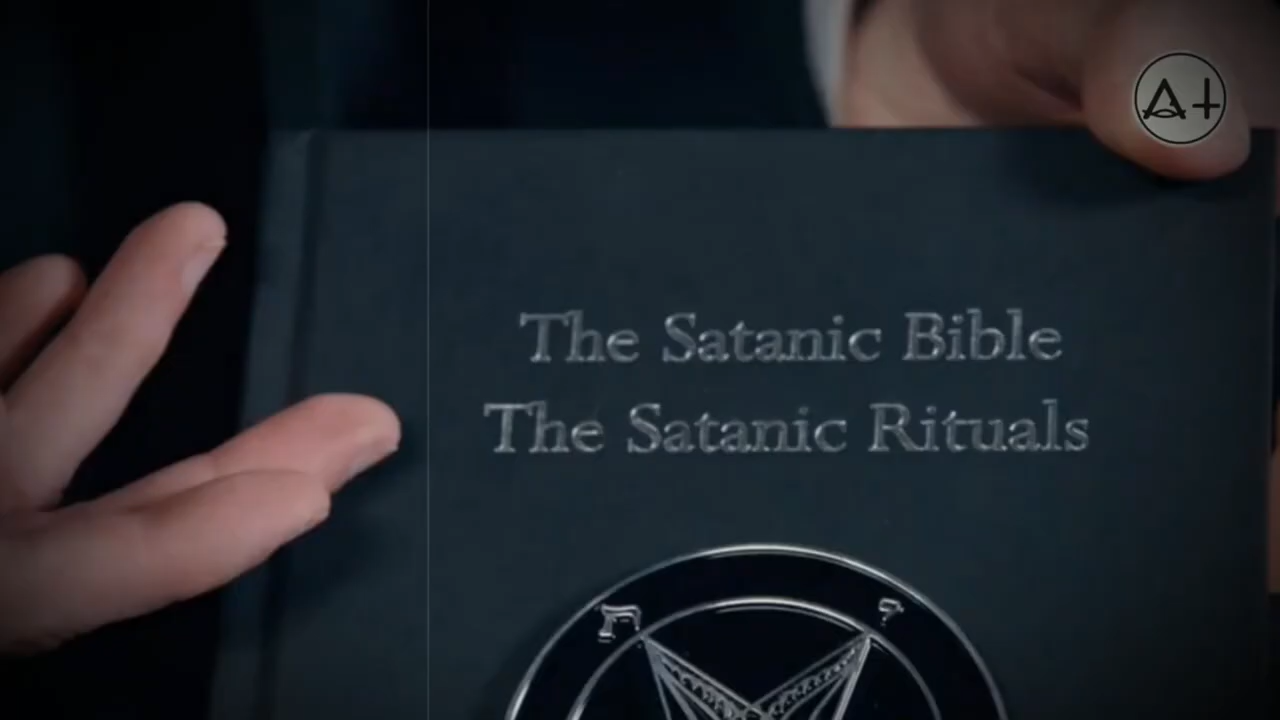 A†
The Satanic Bible
The Satanic Rituals
ת
י